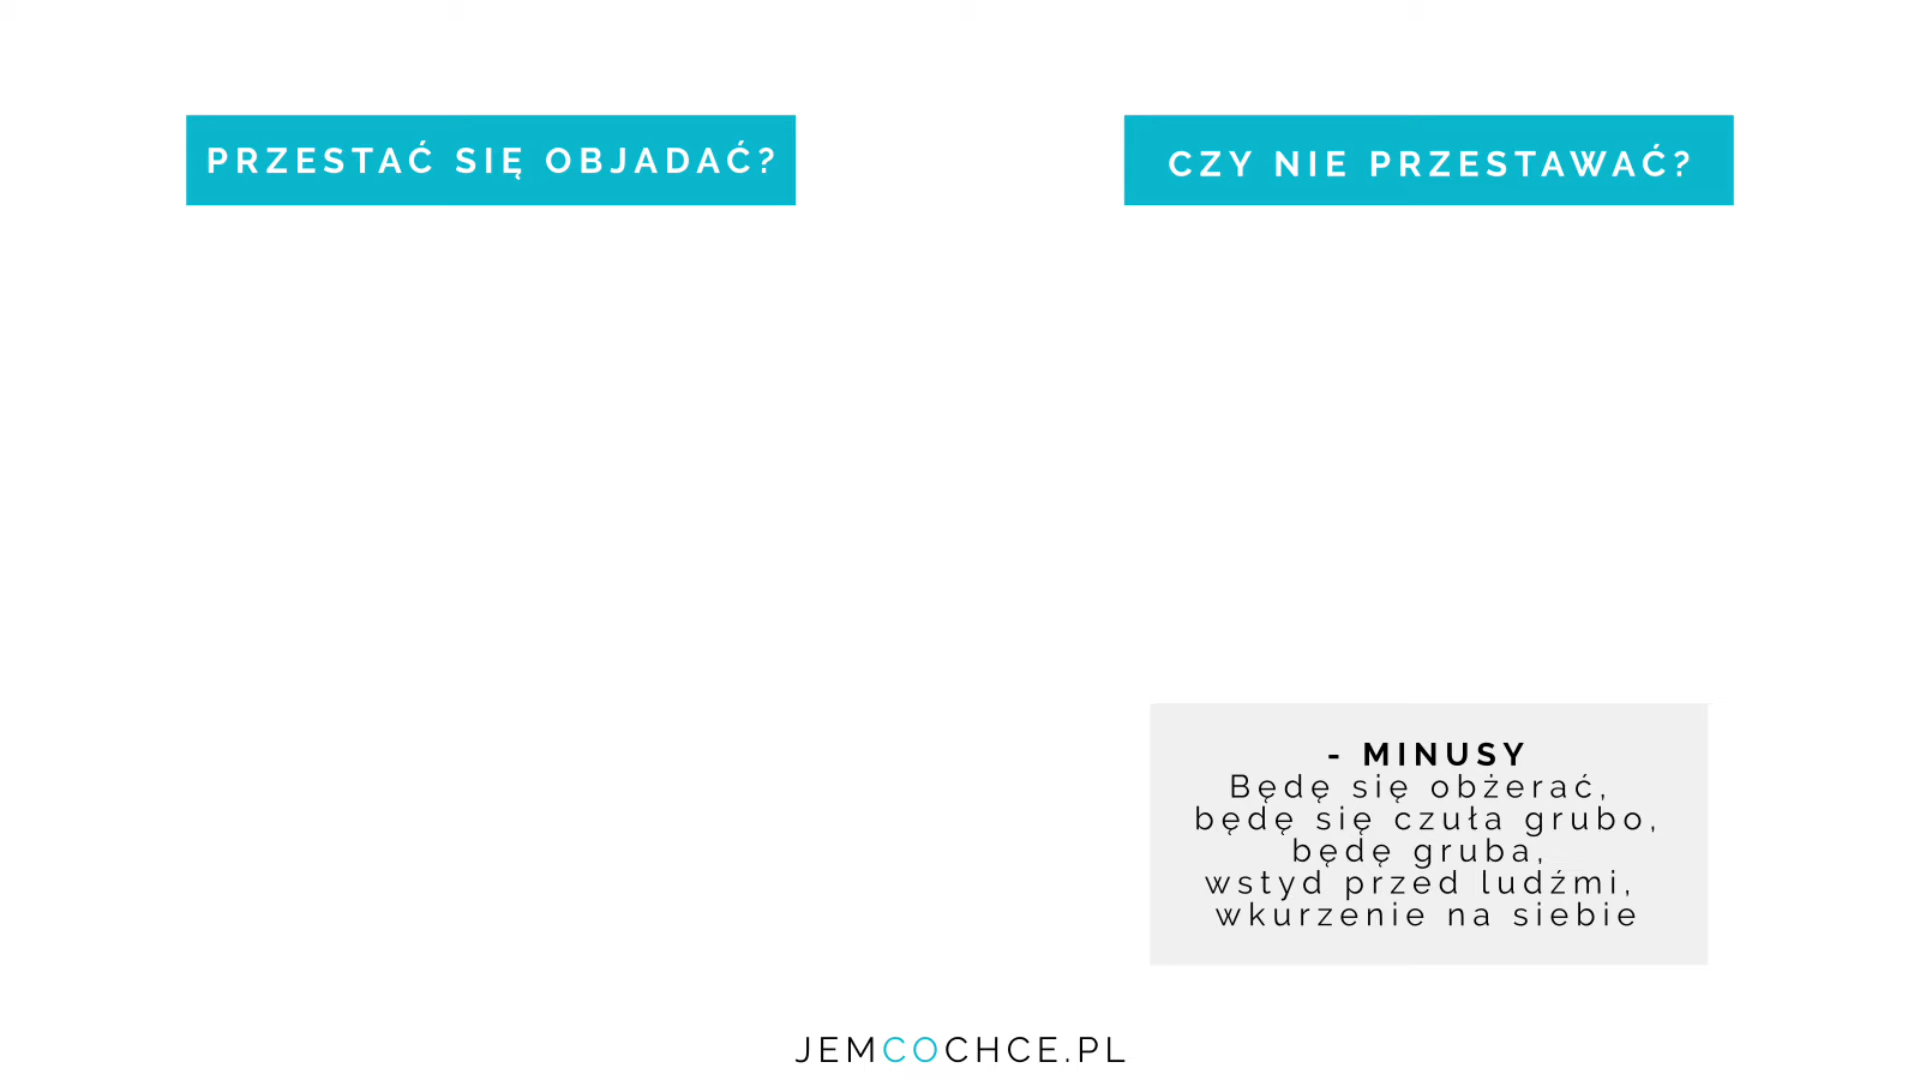 PRZESTAĆ SIĘ OBJADAĆ?
CZY NIE PRZESTAWAĆ?
- MINUSY
Będę się obżerać,
będę się czuła grubo,
będę gruba,
wstyd przed ludźmi,
wkurzenie na siebie
JEMCOCHCE.PL